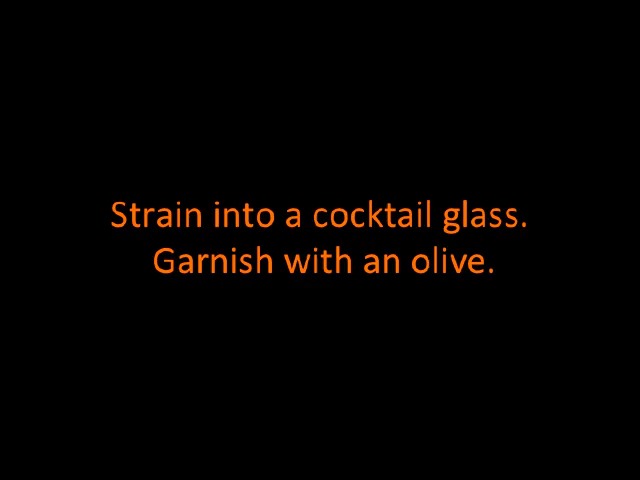 Strain into a cocktail glass.
Garnish with an olive.